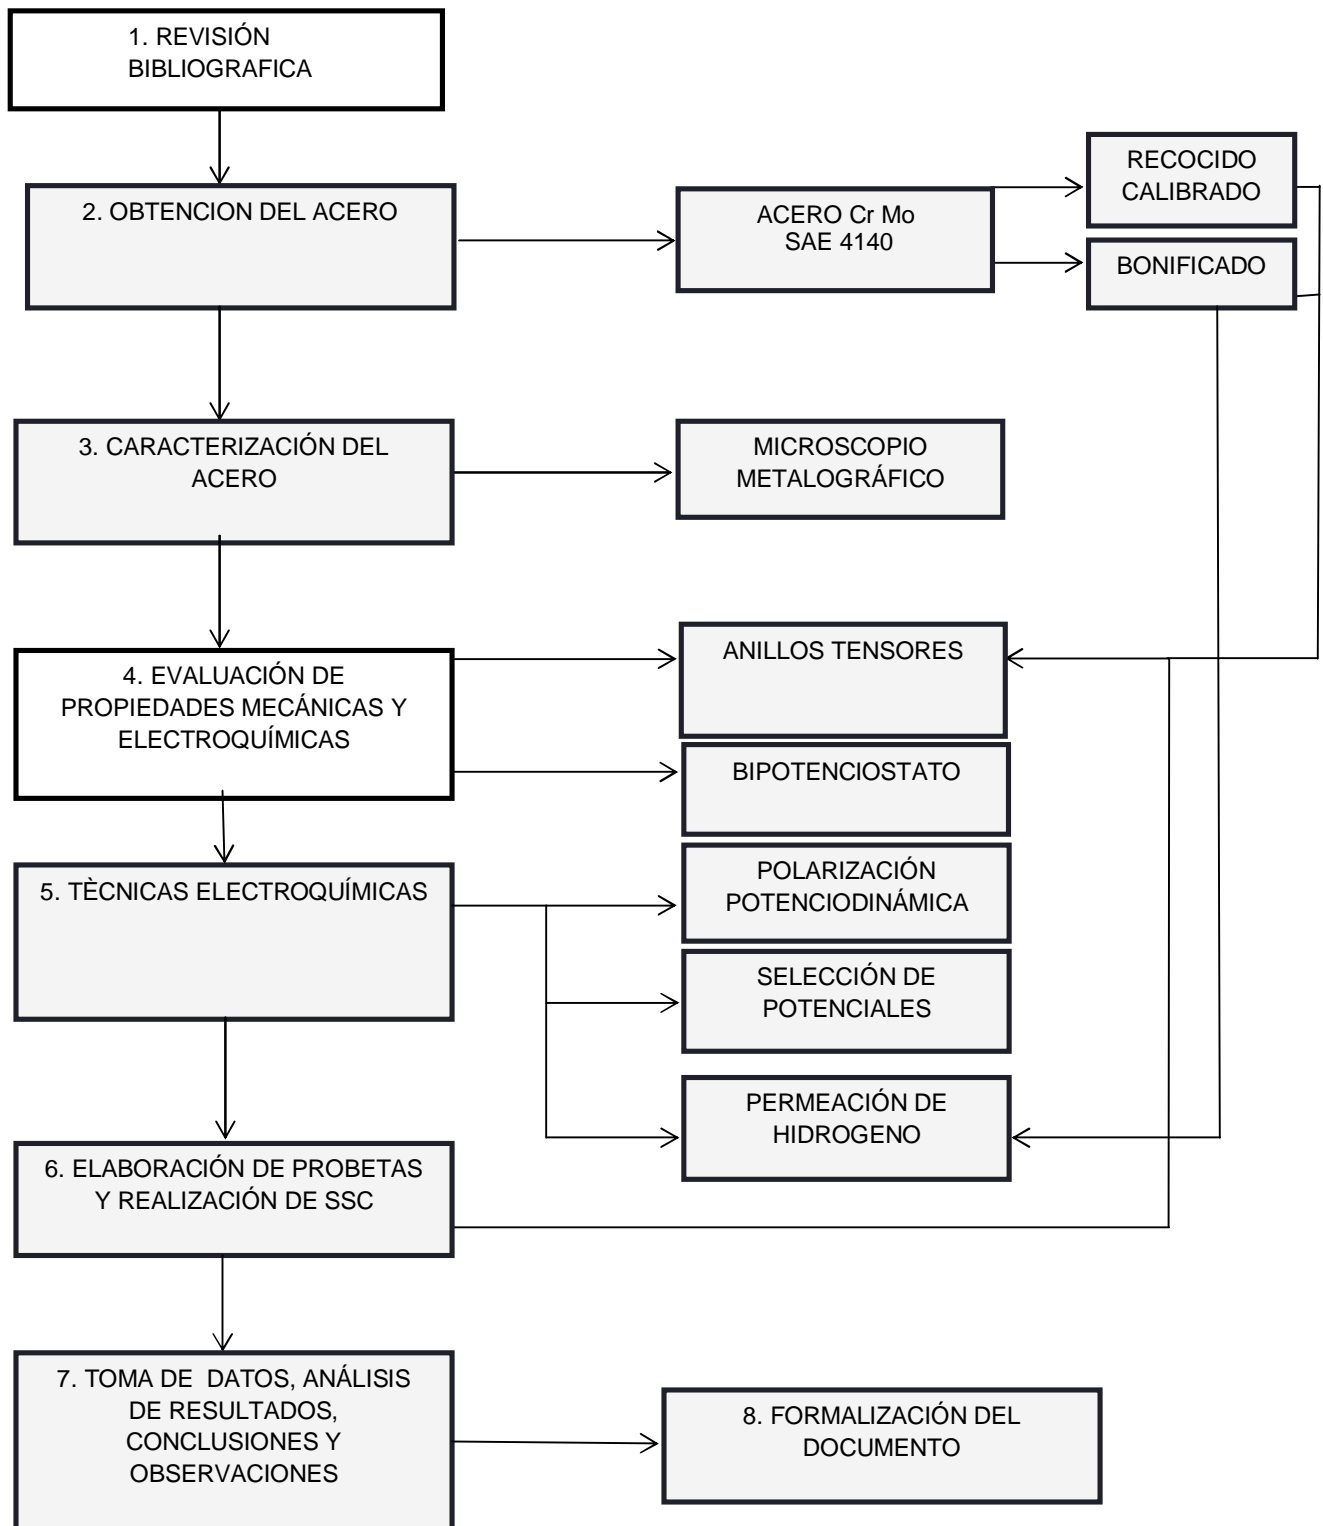 1. REVISIÓN
BIBLIOGRAFICA
2. OBTENCION DEL ACERO
ACERO Cr Mo
SAE 4140
RECOCIDO
CALIBRADO
BONIFICADO
3. CARACTERIZACIÓN DEL
ACERO
MICROSCOPIO
METALOGRÁFICO
4. EVALUACIÓN DE
PROPIEDADES MECÁNICAS Y
ELECTROQUÍMICAS
ANILLOS TENSORES
BIPOTENCIOSTATO
5. TÈCNICAS ELECTROQUÍMICAS
POLARIZACIÓN
POTENCIODINÁMICA
SELECCIÓN DE
POTENCIALES
PERMEACIÓN DE
HIDROGENO
6. ELABORACIÓN DE PROBETAS
Y REALIZACIÓN DE SSC
7. TOMA DE  DATOS, ANÁLISIS
DE RESULTADOS,
CONCLUSIONES Y
OBSERVACIONES
8. FORMALIZACIÓN DEL
DOCUMENTO